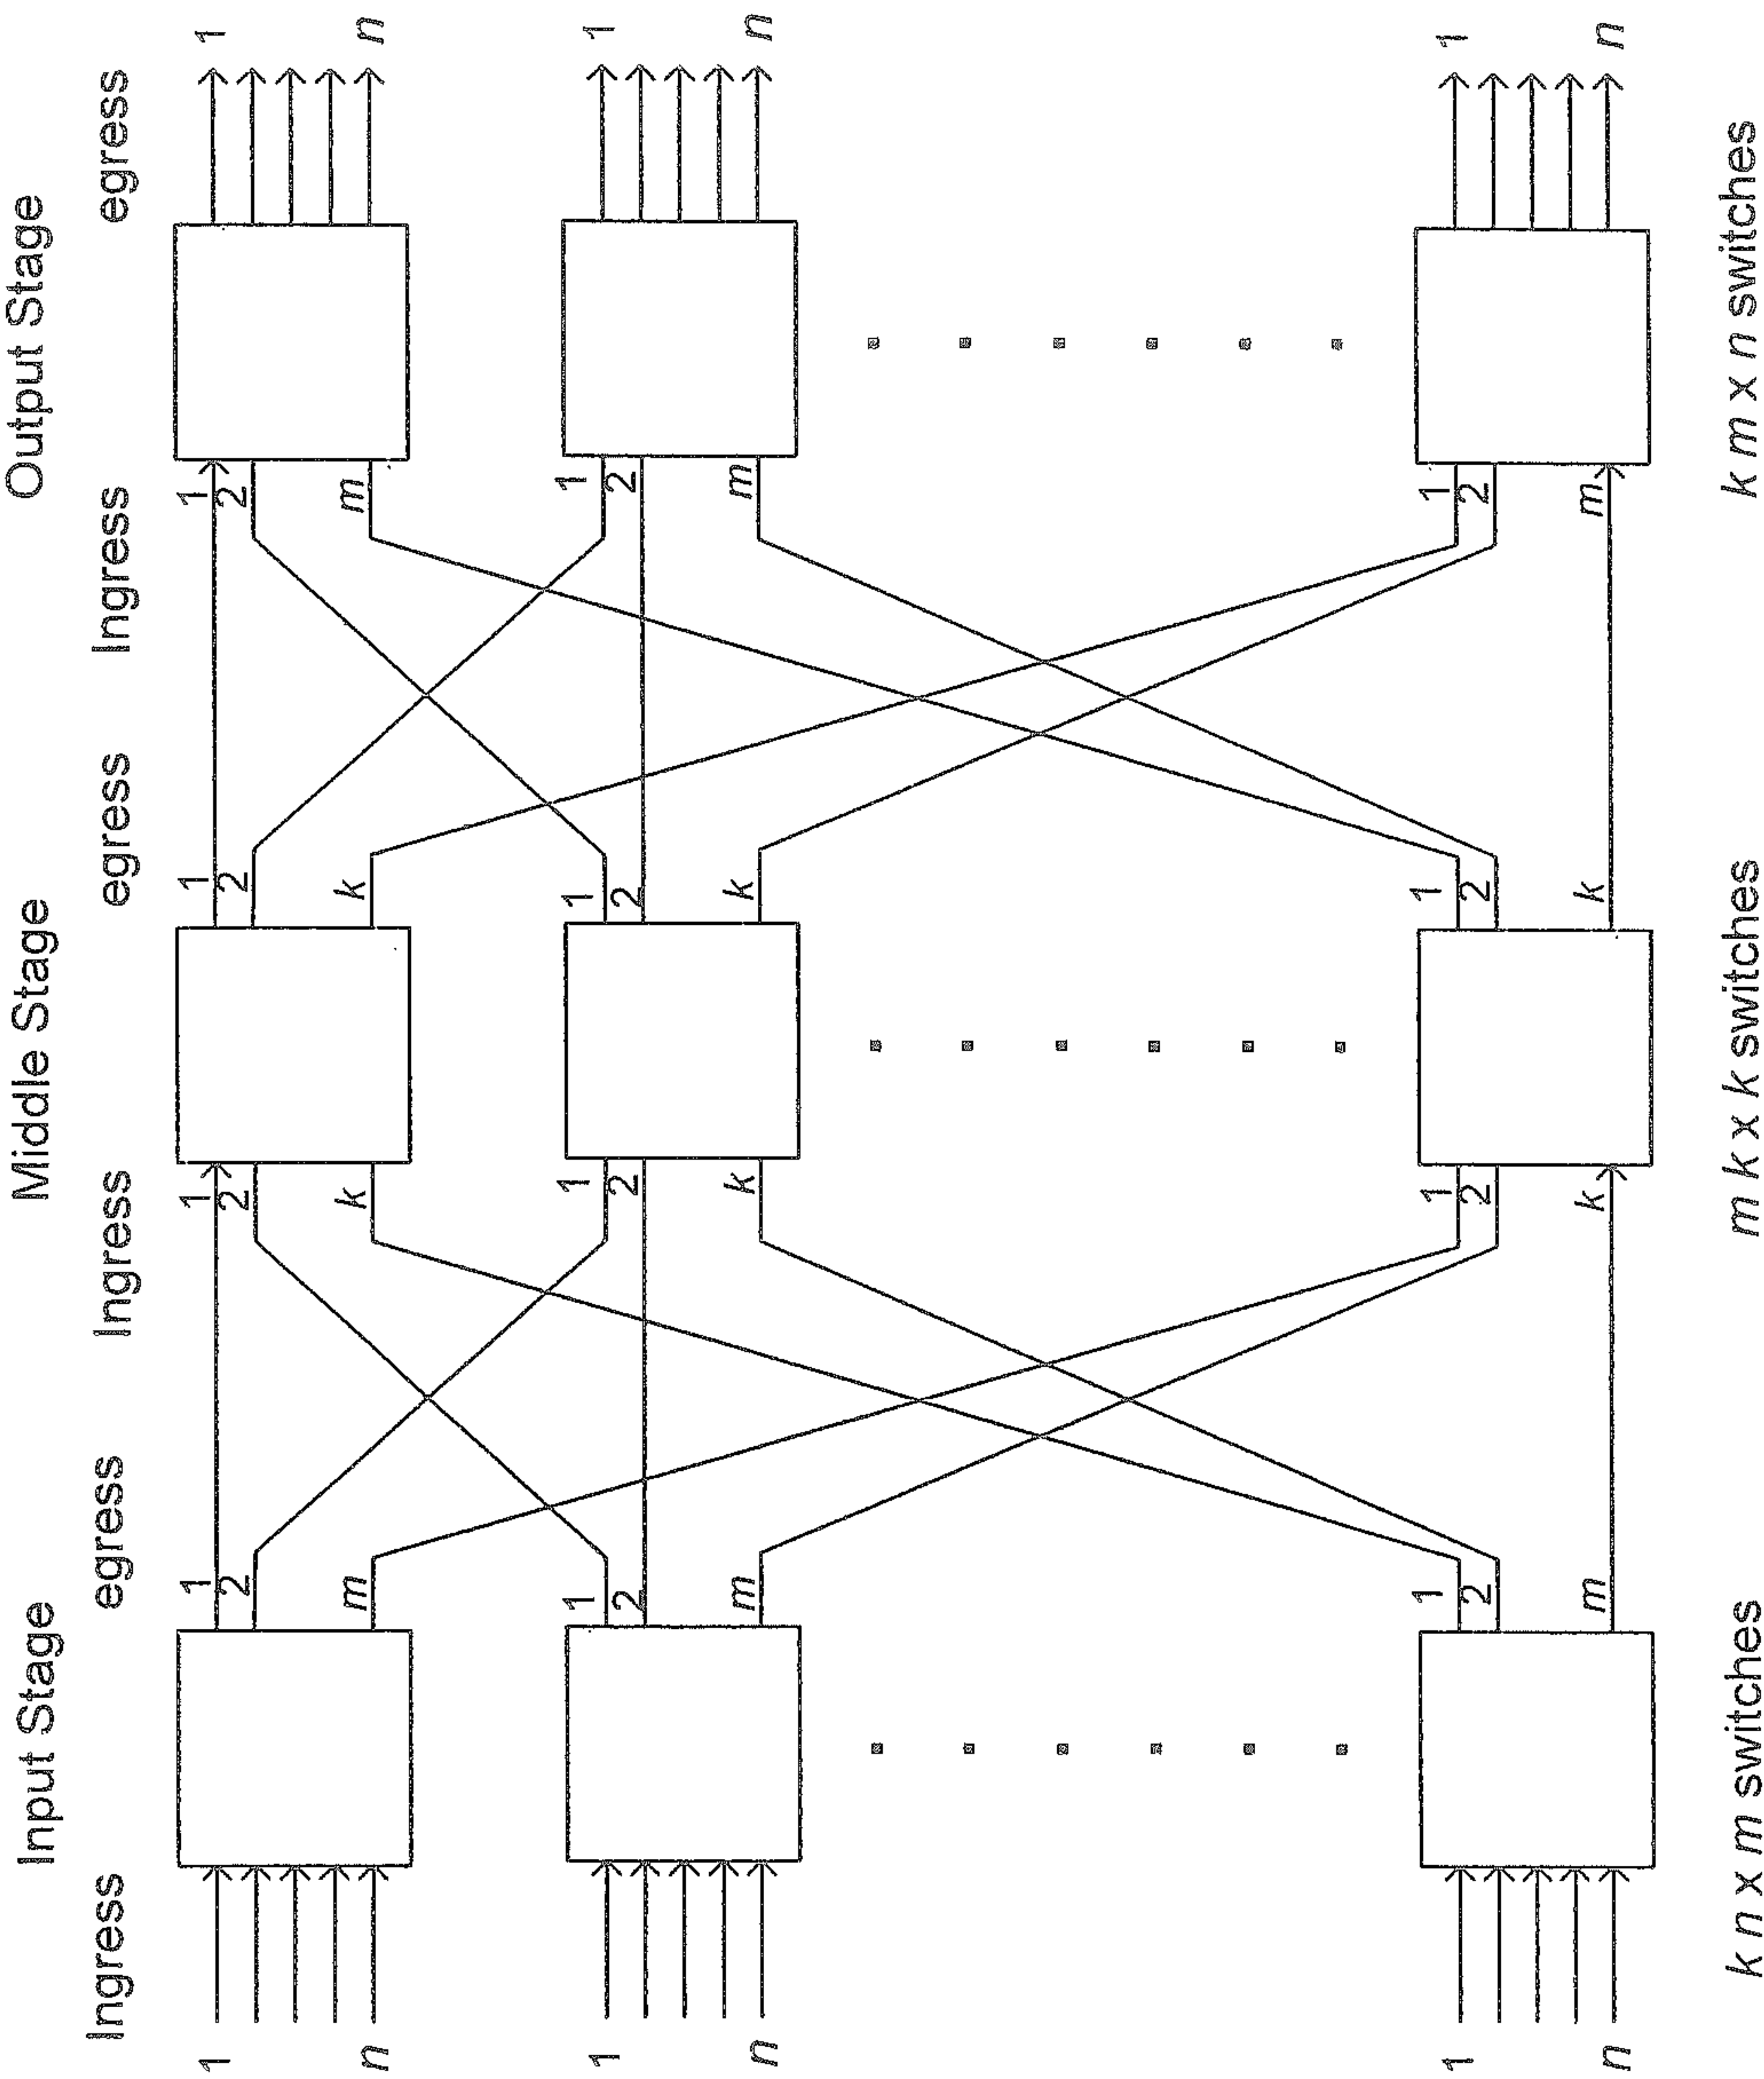 Input Stage Middle Stage Output Stage
Ingress egress Ingress egress Ingress egress
1 1 1 1 1 1
2 2 2 2
n m k k m n
1 1 1 1 1 1
2 2 2 2
n m k k m n
1 1 1 1 1 1
2 2 2 2
n m k k m n
k n x m switches m k x k switches k m x n switches